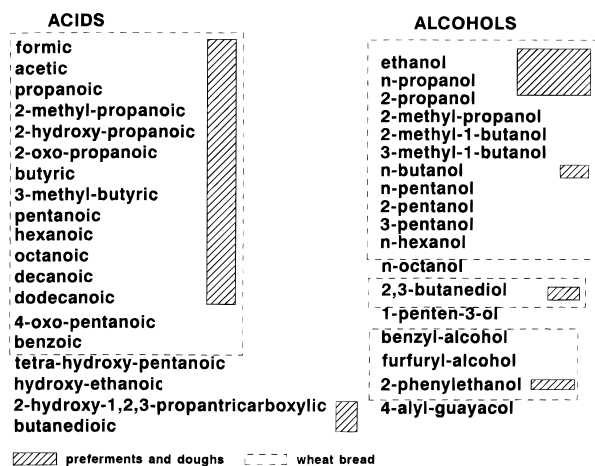 ACIDS
formic
acetic
propanoic
2-methyl-propanoic
2-hydroxy-propanoic
2-oxo-propanoic
butyric
3-methyl-butyric
pentanoic
hexanoic
octanoic
decanoic
dodecanoic
4-oxo-pentanoic
benzoic
tetra-hydroxy-pentanoic
hydroxy-ethanoic
2-hydroxy-1,2,3-propantricarboxylic
butanedioic
ALCOHOLS
ethanol
n-propanol
2-propanol
2-methyl-propanol
2-methyl-1-butanol
3-methyl-1-butanol
n-butanol
n-pentanol
2-pentanol
3-pentanol
n-hexanol
n-octanol
2,3-butanediol
1-penten-3-ol
benzyl-alcohol
furfuryl-alcohol
2-phenylethanol
4-alyl-guayacol
preferments and doughs
wheat bread